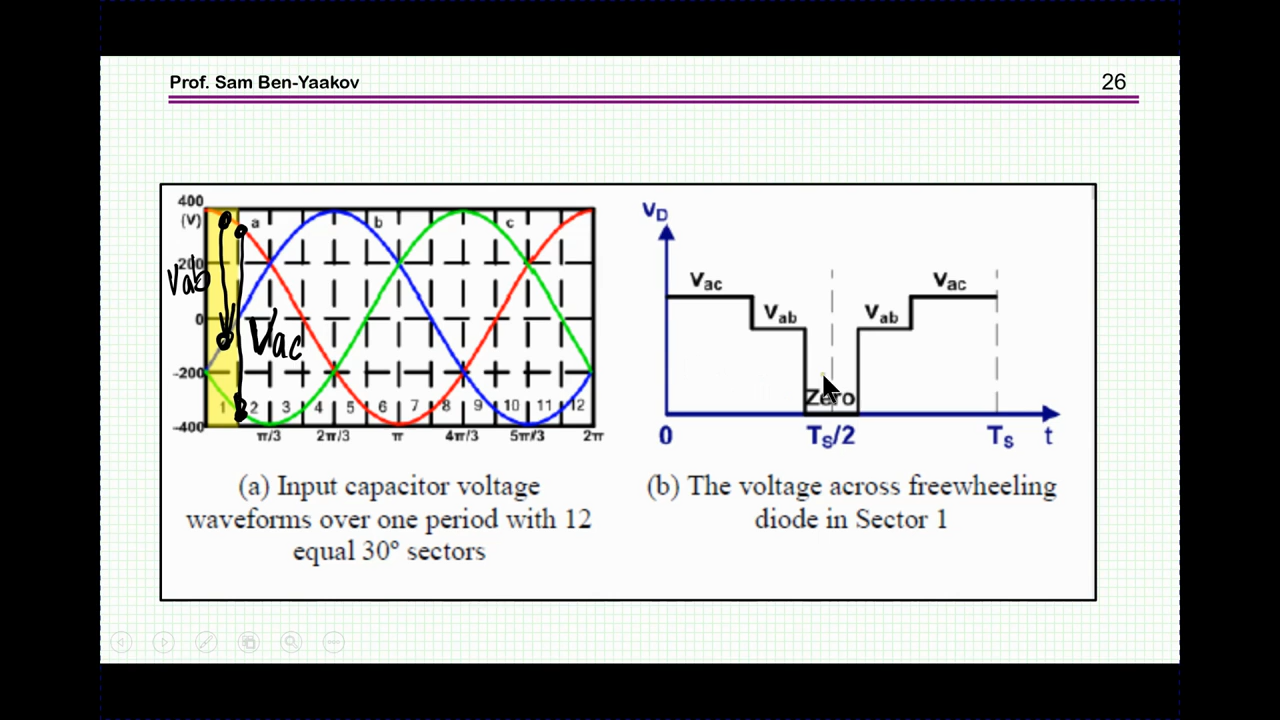 Prof. Sam Ben-Yaakov
26
400
(V)
200
0
-200
-400
a
b
c
Vab
Vac
1 2 3 4 5 6 7 8 9 10 11 12
π/3 2π/3 π 4π/3 5π/3 2π
(a) Input capacitor voltage
waveforms over one period with 12
equal 30° sectors
VD
Vac
Vab
Zero
Vab
Vac
0 Ts/2 Ts t
(b) The voltage across freewheeling
diode in Sector 1